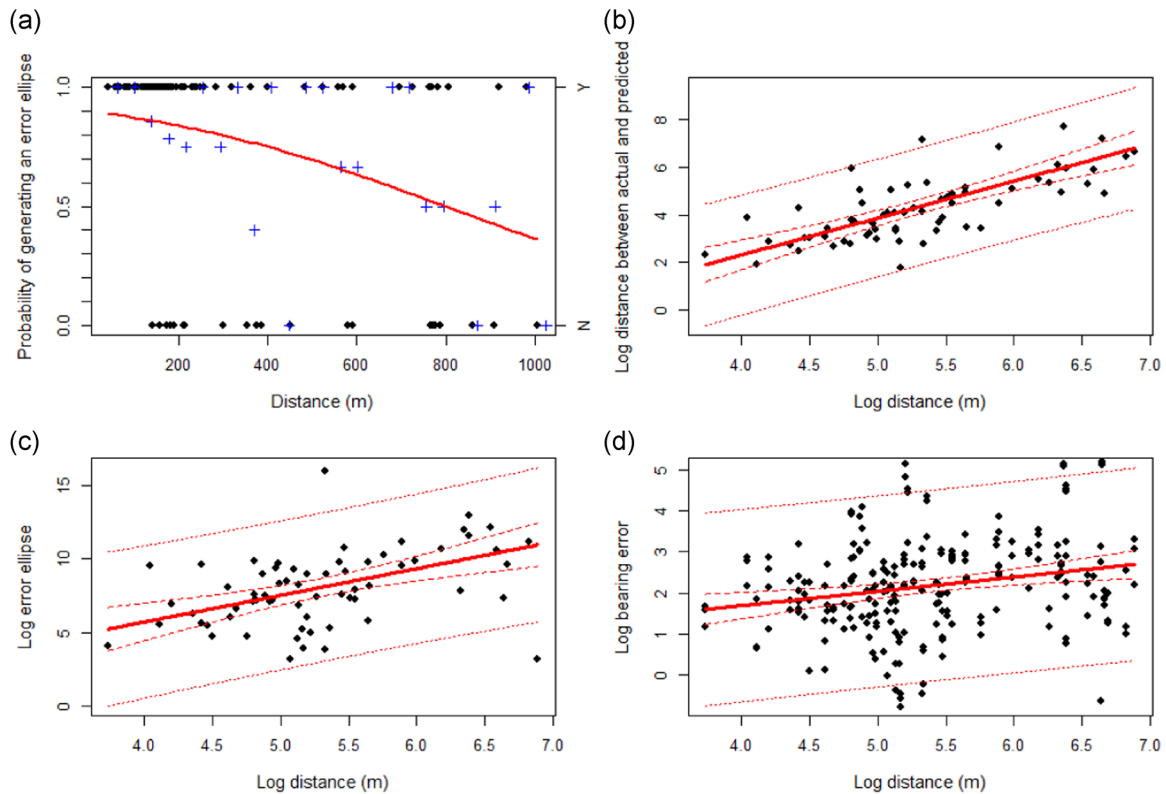 (a)
Probability of generating an error ellipse
1.0
0.5
0.0
Y
N
200 400 600 800 1000
Distance (m)
(b)
Log distance between actual and predicted
8
6
4
2
0
4.0 4.5 5.0 5.5 6.0 6.5 7.0
Log distance (m)
(c)
Log error ellipse
15
10
5
0
4.0 4.5 5.0 5.5 6.0 6.5 7.0
Log distance (m)
(d)
Log bearing error
5
4
3
2
1
0
4.0 4.5 5.0 5.5 6.0 6.5 7.0
Log distance (m)